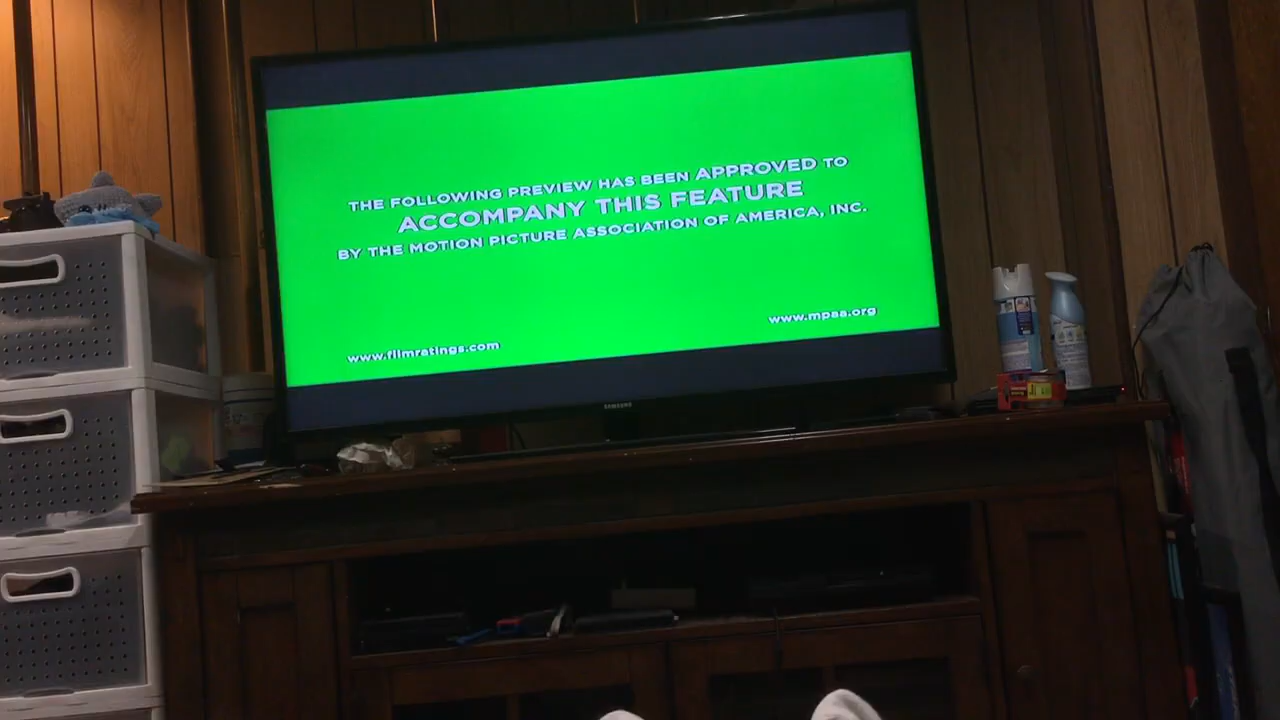 THE FOLLOWING PREVIEW HAS BEEN APPROVED TO
ACCOMPANY THIS FEATURE
BY THE MOTION PICTURE ASSOCIATION OF AMERICA, INC.
www.filmratings.com
www.mpaa.org
SAMSUNG